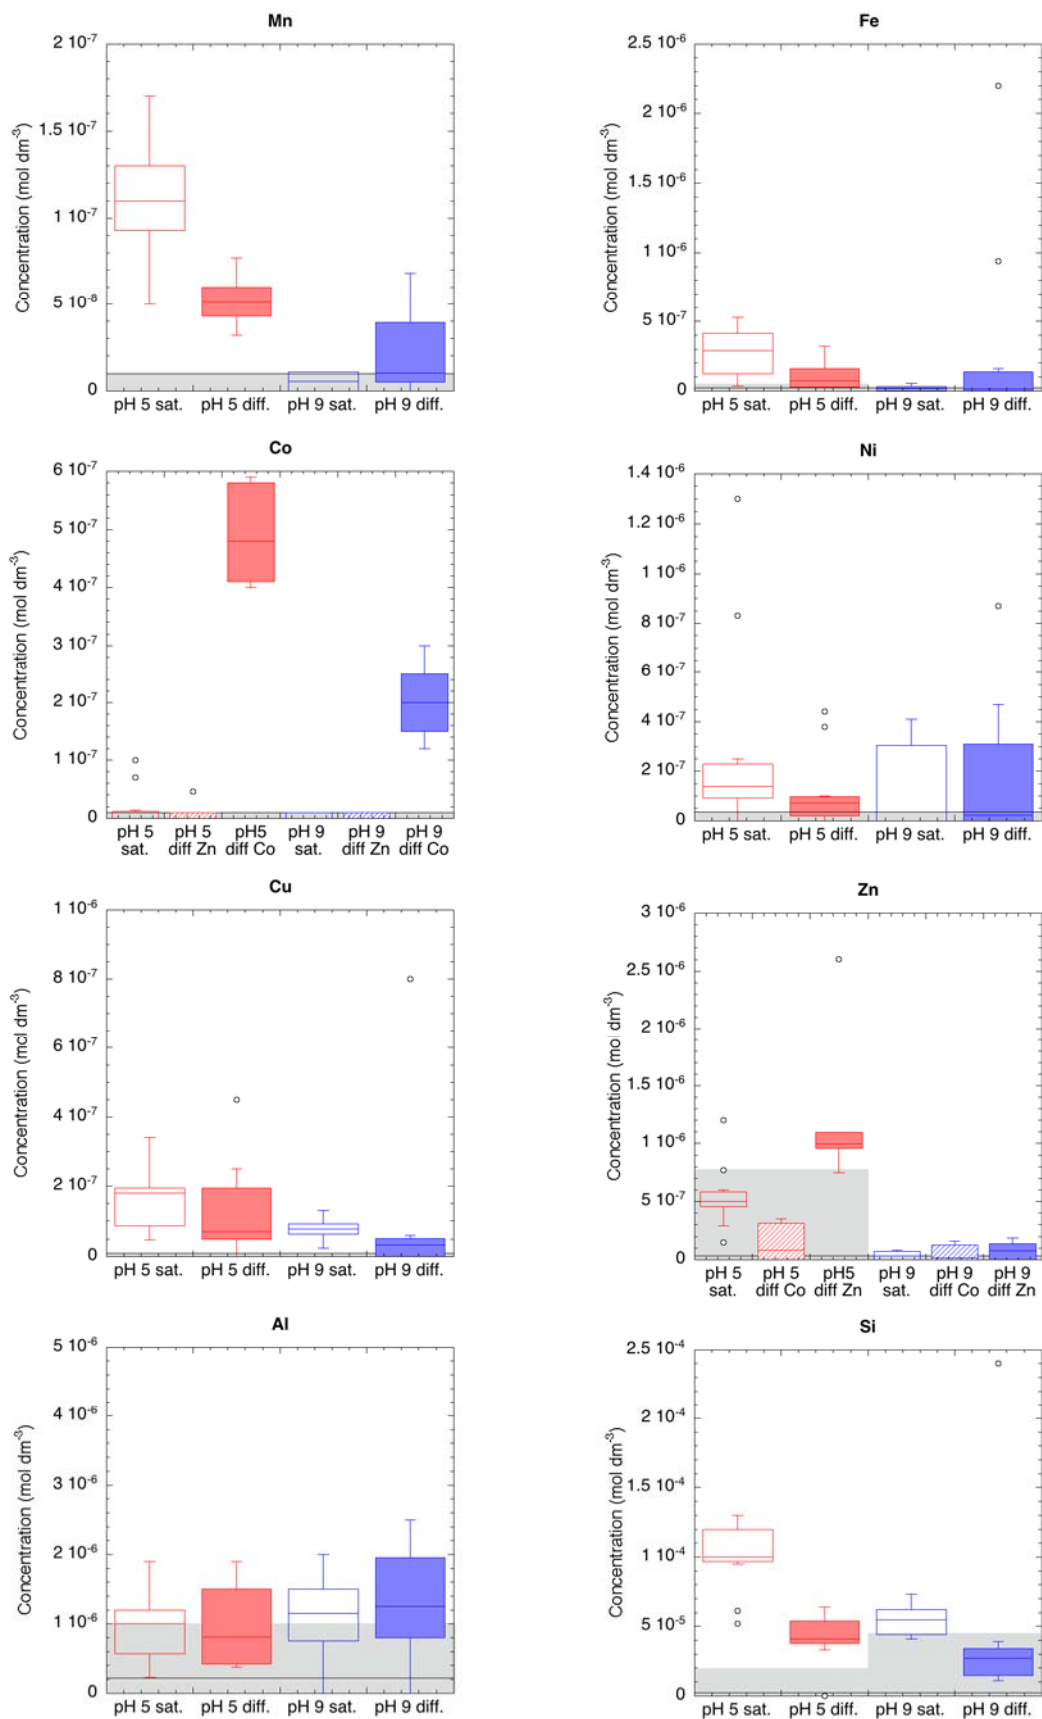 Mn
Concentration (mol dm⁻³)
2 10⁻⁷
1.5 10⁻⁷
1 10⁻⁷
5 10⁻⁸
0
pH 5 sat. pH 5 diff. pH 9 sat. pH 9 diff.
Fe
Concentration (mol dm⁻³)
2.5 10⁻⁶
2 10⁻⁶
1.5 10⁻⁶
1 10⁻⁶
5 10⁻⁷
0
pH 5 sat. pH 5 diff. pH 9 sat. pH 9 diff.
Co
Concentration (mol dm⁻³)
6 10⁻⁷
5 10⁻⁷
4 10⁻⁷
3 10⁻⁷
2 10⁻⁷
1 10⁻⁷
0
pH 5 pH 5 pH5 pH 9 pH 9 pH 9
sat. diff Zn diff Co sat. diff Zn diff Co
Ni
Concentration (mol dm⁻³)
1.4 10⁻⁶
1.2 10⁻⁶
1 10⁻⁶
8 10⁻⁷
6 10⁻⁷
4 10⁻⁷
2 10⁻⁷
0
pH 5 sat. pH 5 diff. pH 9 sat. pH 9 diff.
Cu
Concentration (mol dm⁻³)
1 10⁻⁶
8 10⁻⁷
6 10⁻⁷
4 10⁻⁷
2 10⁻⁷
0
pH 5 sat. pH 5 diff. pH 9 sat. pH 9 diff.
Zn
Concentration (mol dm⁻³)
3 10⁻⁶
2.5 10⁻⁶
2 10⁻⁶
1.5 10⁻⁶
1 10⁻⁶
5 10⁻⁷
0
pH 5 pH 5 pH5 pH 9 pH 9 pH 9
sat. diff Co diff Zn sat. diff Co diff Zn
Al
Concentration (mol dm⁻³)
5 10⁻⁶
4 10⁻⁶
3 10⁻⁶
2 10⁻⁶
1 10⁻⁶
0
pH 5 sat. pH 5 diff. pH 9 sat. pH 9 diff.
Si
Concentration (mol dm⁻³)
2.5 10⁻⁴
2 10⁻⁴
1.5 10⁻⁴
1 10⁻⁴
5 10⁻⁵
0
pH 5 sat. pH 5 diff. pH 9 sat. pH 9 diff.